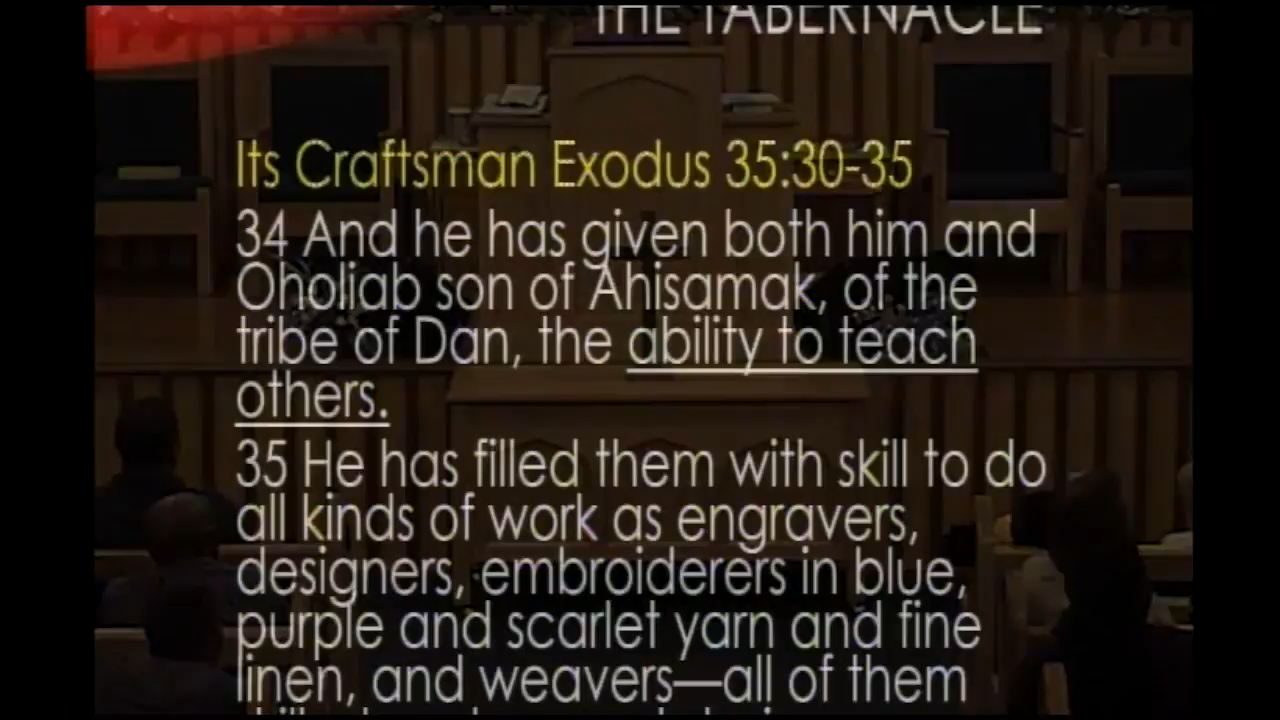 THE TABERNACLE
Its Craftsman Exodus 35:30-35
34 And he has given both him and
Oholiab son of Ahisamak, of the
tribe of Dan, the ability to teach
others.
35 He has filled them with skill to do
all kinds of work as engravers,
designers, embroiderers in blue,
purple and scarlet yarn and fine
linen, and weavers—all of them